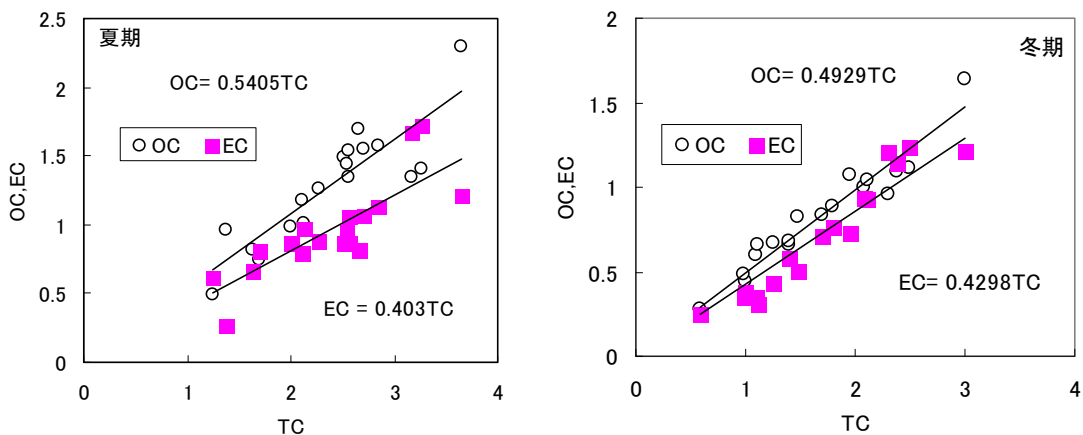 夏期
OC= 0.5405TC
OC EC
EC = 0.403TC
OC,EC
2.5
2
1.5
1
0.5
0
0 1 2 3 4
TC
冬期
OC= 0.4929TC
OC EC
EC= 0.4298TC
OC,EC
2
1.5
1
0.5
0
0 1 2 3 4
TC